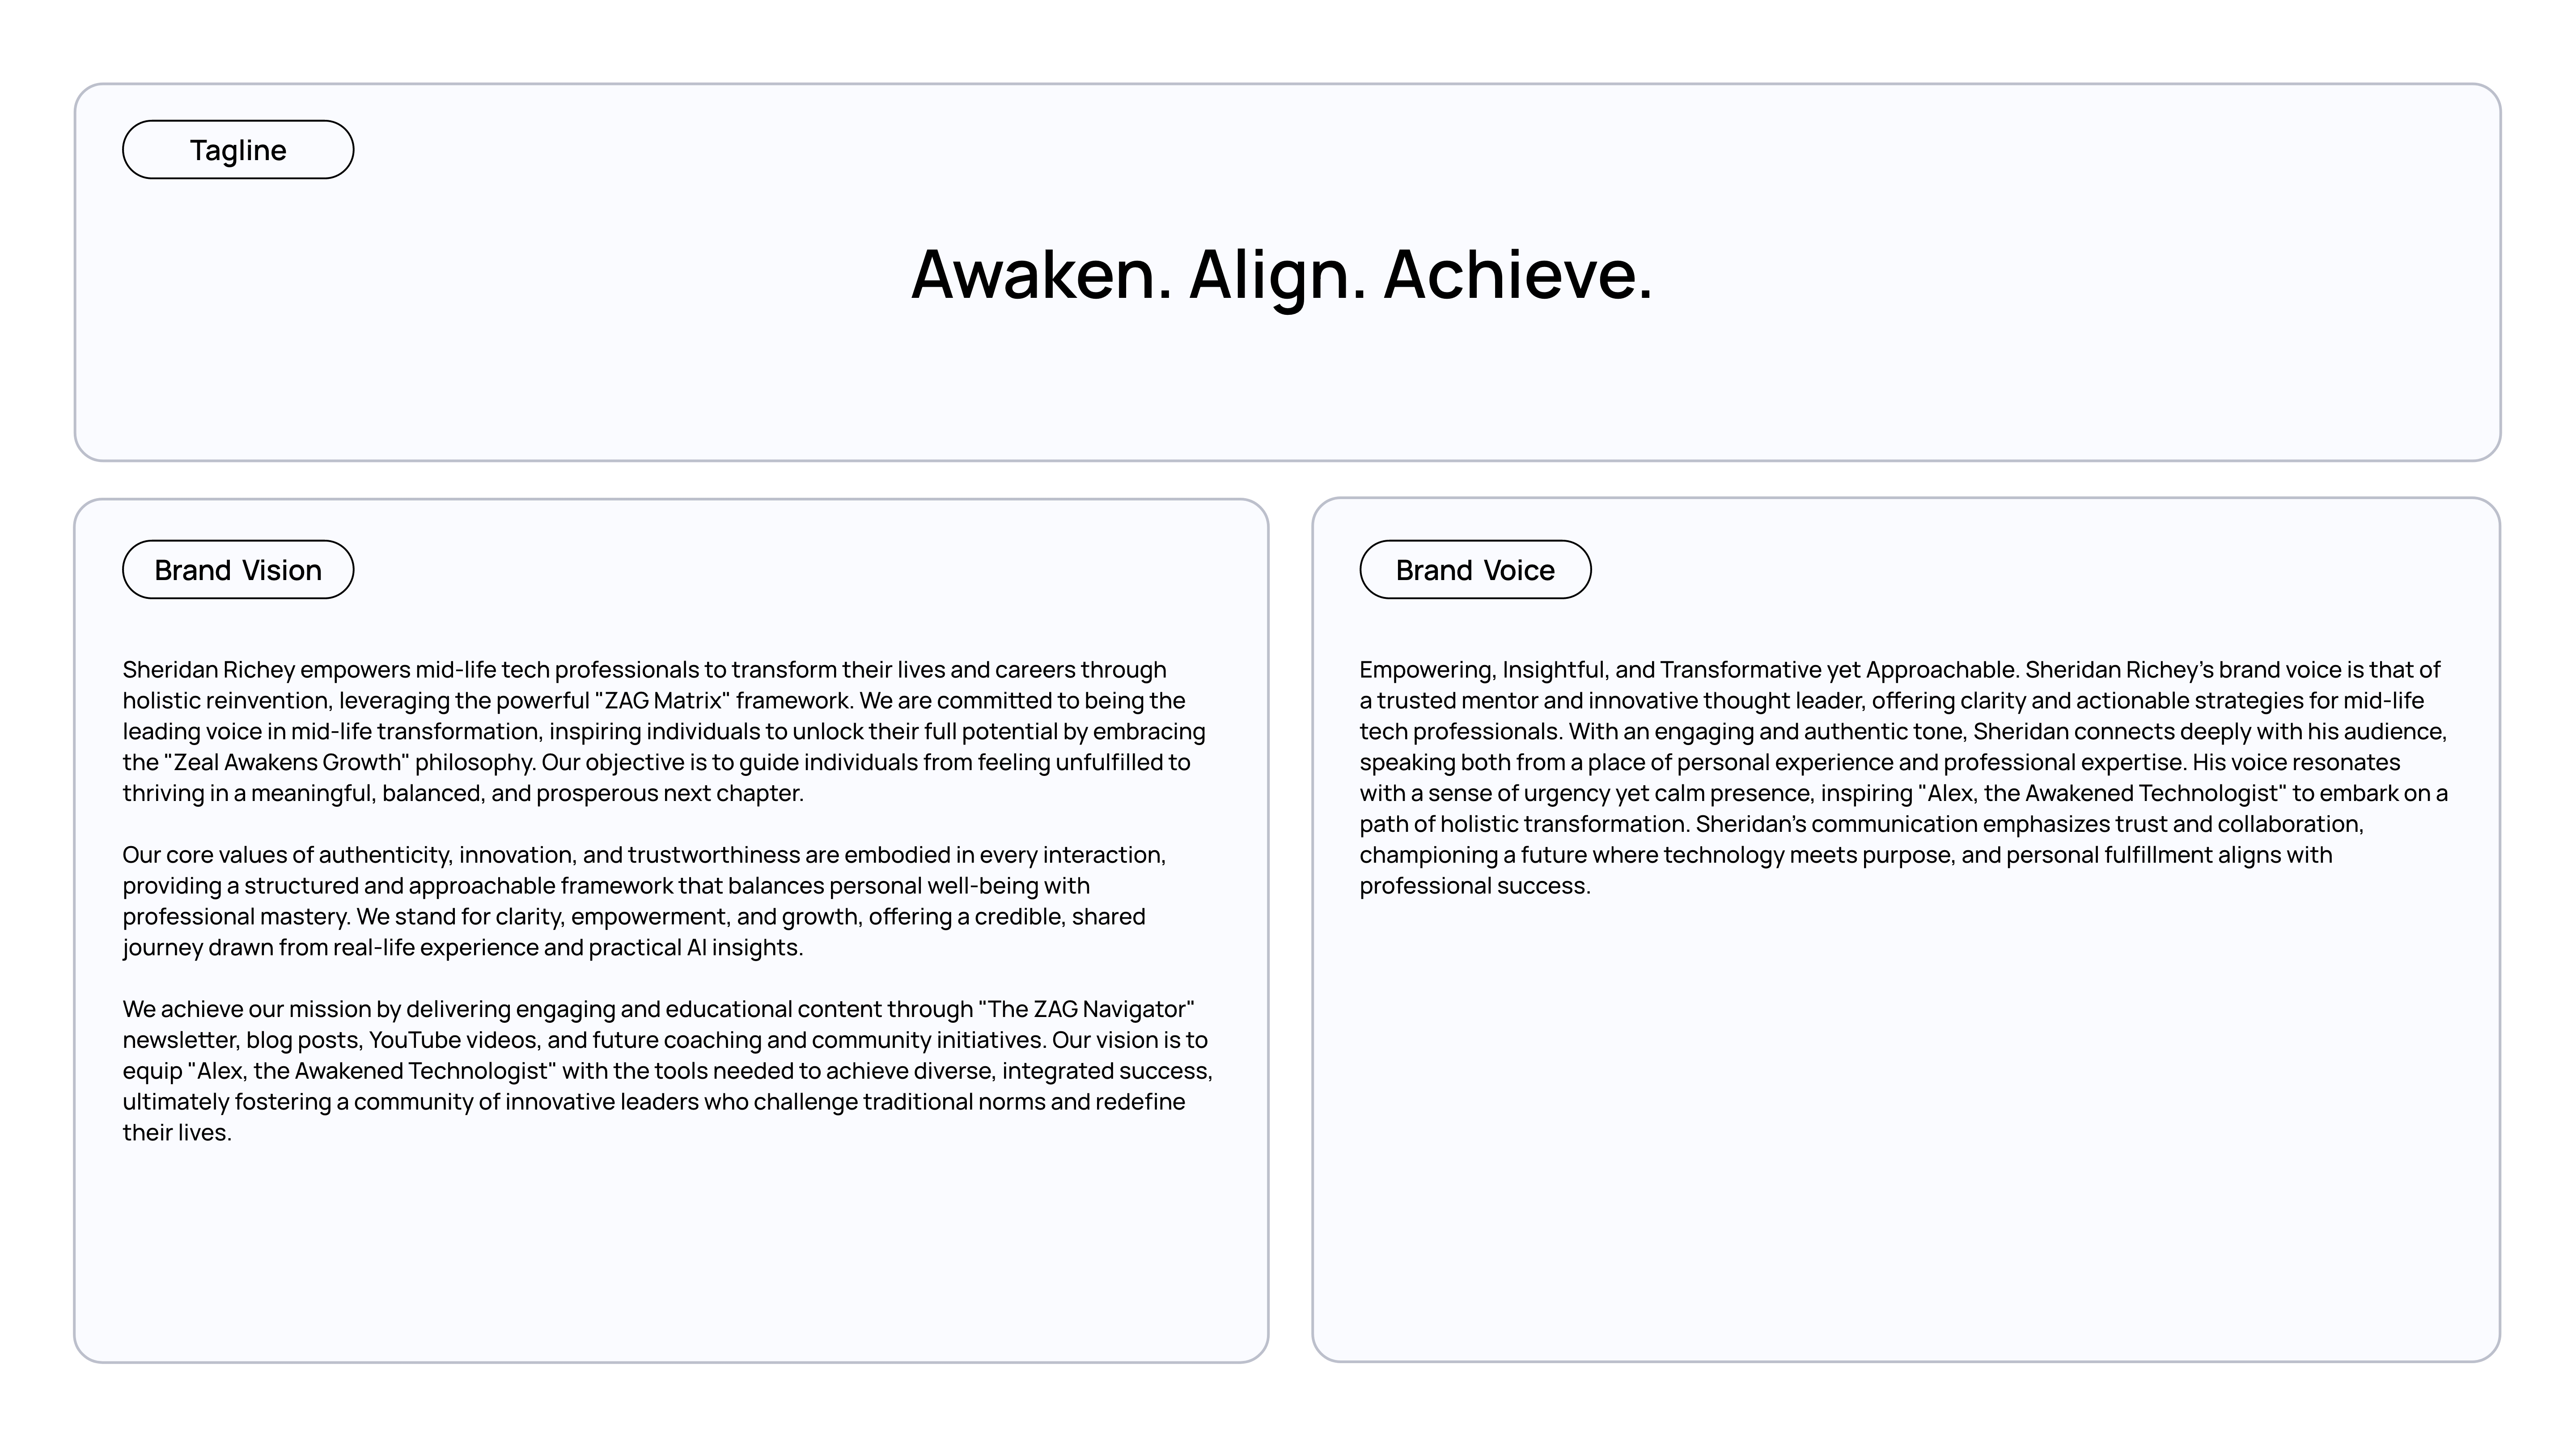 Tagline
Awaken. Align. Achieve.
Brand Vision
Sheridan Richey empowers mid-life tech professionals to transform their lives and careers through
holistic reinvention, leveraging the powerful "ZAG Matrix" framework. We are committed to being the
leading voice in mid-life transformation, inspiring individuals to unlock their full potential by embracing
the "Zeal Awakens Growth" philosophy. Our objective is to guide individuals from feeling unfulfilled to
thriving in a meaningful, balanced, and prosperous next chapter.
Our core values of authenticity, innovation, and trustworthiness are embodied in every interaction,
providing a structured and approachable framework that balances personal well-being with
professional mastery. We stand for clarity, empowerment, and growth, offering a credible, shared
journey drawn from real-life experience and practical AI insights.
We achieve our mission by delivering engaging and educational content through "The ZAG Navigator"
newsletter, blog posts, YouTube videos, and future coaching and community initiatives. Our vision is to
equip "Alex, the Awakened Technologist" with the tools needed to achieve diverse, integrated success,
ultimately fostering a community of innovative leaders who challenge traditional norms and redefine
their lives.
Brand Voice
Empowering, Insightful, and Transformative yet Approachable. Sheridan Richey's brand voice is that of
a trusted mentor and innovative thought leader, offering clarity and actionable strategies for mid-life
tech professionals. With an engaging and authentic tone, Sheridan connects deeply with his audience,
speaking both from a place of personal experience and professional expertise. His voice resonates
with a sense of urgency yet calm presence, inspiring "Alex, the Awakened Technologist" to embark on a
path of holistic transformation. Sheridan's communication emphasizes trust and collaboration,
championing a future where technology meets purpose, and personal fulfillment aligns with
professional success.